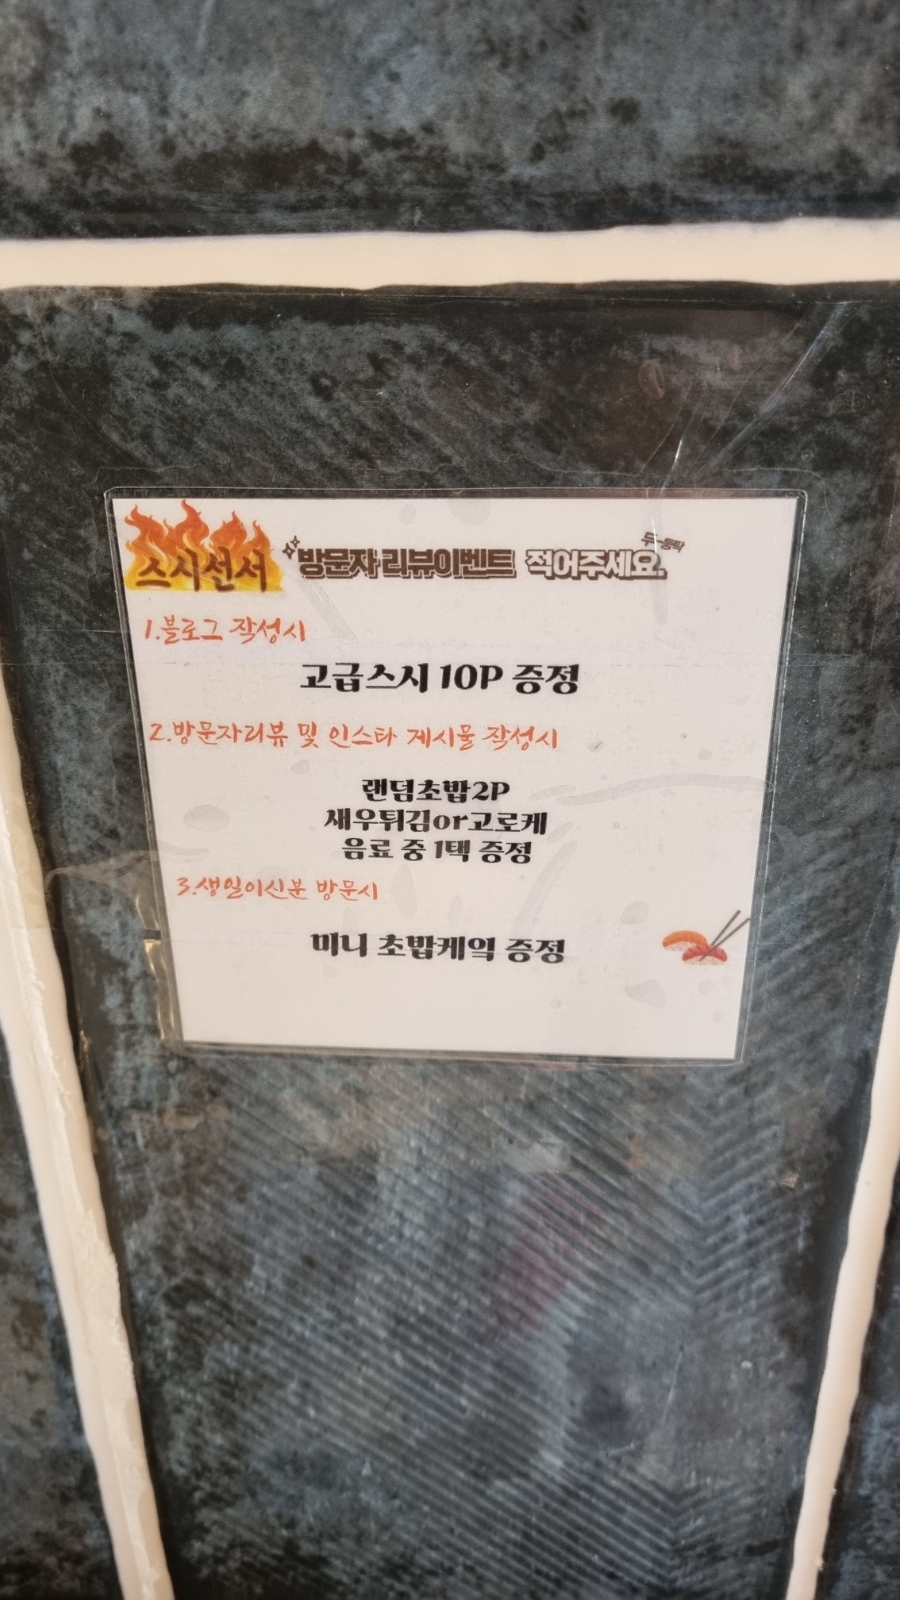 스시선서 방문자리뷰이벤트 적어주세요.
1.블로그 작성시
고급스시 10P 증정
2.방문자리뷰 및 인스타 게시물 작성시
랜덤초밥2P
새우튀김or고로케
음료 중 1택 증정
3.생일이신분 방문시
미니 초밥케잌 증정